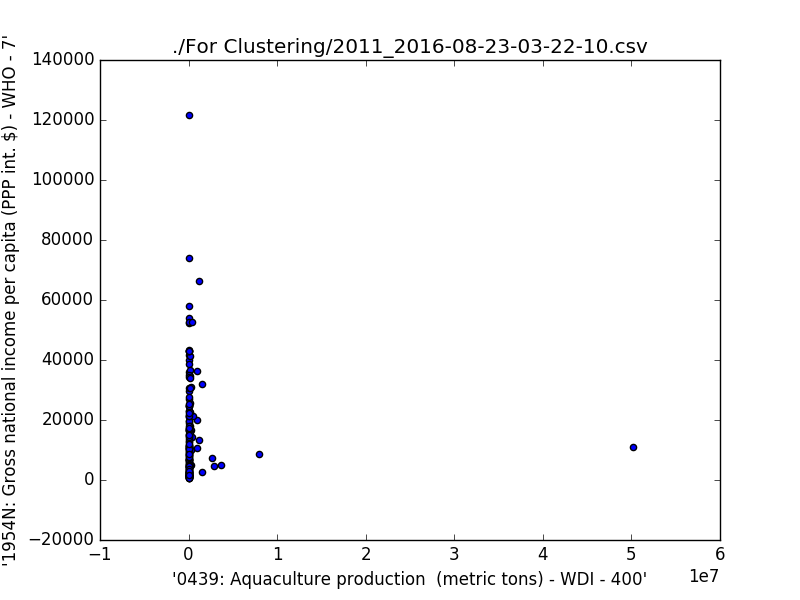 ./For Clustering/2011_2016-08-23-03-22-10.csv
'1954N: Gross national income per capita (PPP int. $) - WHO - 7'
140000
120000
100000
80000
60000
40000
20000
0
−20000
−1 0 1 2 3 4 5 6
1e7
'0439: Aquaculture production  (metric tons) - WDI - 400'